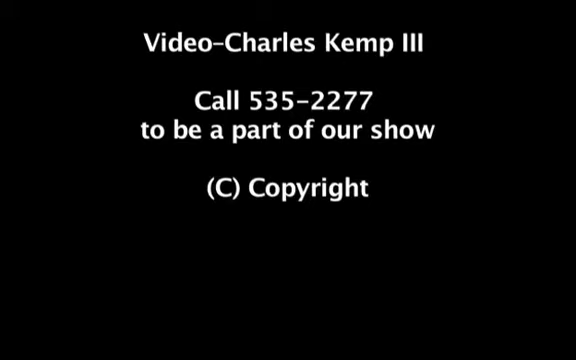 Video-Charles Kemp III
Call 535-2277
to be a part of our show
(C) Copyright